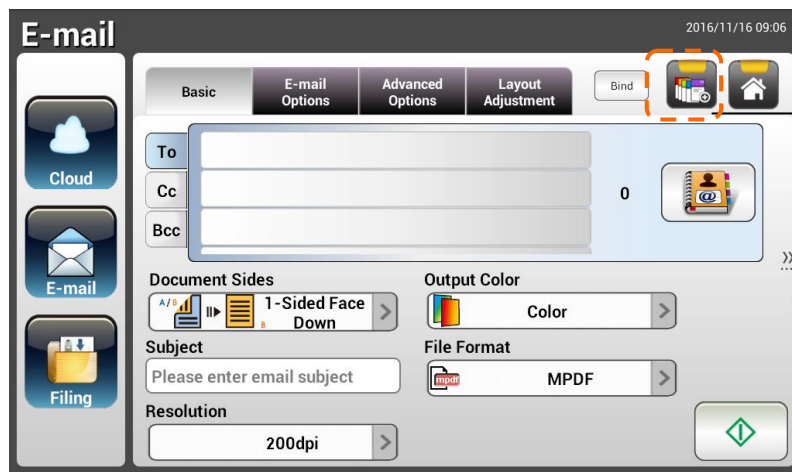 E-mail
2016/11/16 09:06
Basic
E-mail
Options
Advanced
Options
Layout
Adjustment
Bind
Cloud
E-mail
Filing
To
Cc
Bcc
0
@
Document Sides
A/B
B
1-Sided Face
Down
Output Color
Color
Subject
Please enter email subject
File Format
mpdf
MPDF
Resolution
200dpi